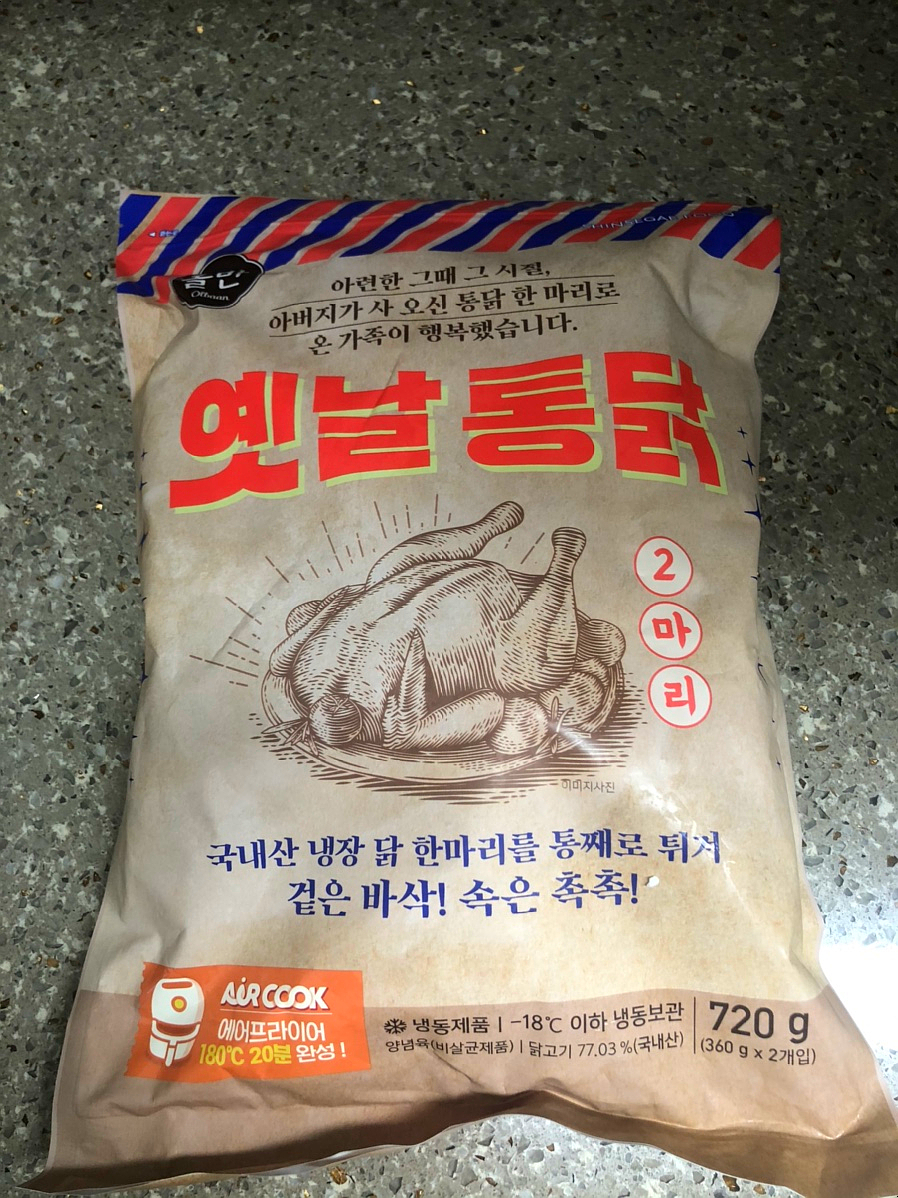 SHINSEGAE FOOD
올반
Olbaan
아련한 그때 그 시절,
아버지가 사 오신 통닭 한 마리로
온 가족이 행복했습니다.
옛날통닭
2
마
리
이미지사진
국내산 냉장 닭 한마리를 통째로 튀겨
겉은 바삭! 속은 촉촉!
AiR COOK
에어프라이어
180℃ 20분 완성!
냉동제품 | -18℃ 이하 냉동보관
양념육(비살균제품) | 닭고기 77.03 %(국내산)
720 g
(360 g x 2개입)